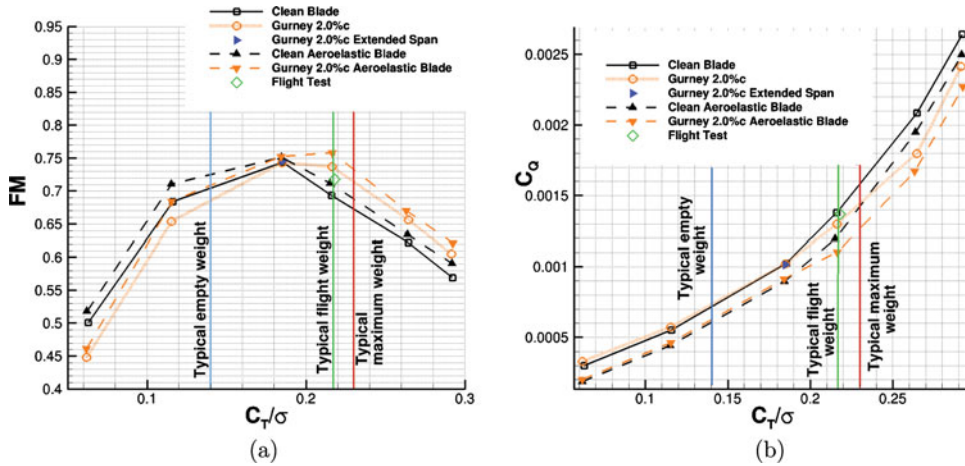 0.95
0.9
0.85
0.8
0.75
0.7
0.65
0.6
0.55
0.5
0.45
0.4
FM
Clean Blade
Gurney 2.0%c
Gurney 2.0%c Extended Span
Clean Aeroelastic Blade
Gurney 2.0%c Aeroelastic Blade
Flight Test
Typical empty weight
Typical flight weight
Typical
maximum weight
0.1
0.2
0.3
C_T/σ
(a)
0.0025
0.002
0.0015
0.001
0.0005
C_Q
Clean Blade
Gurney 2.0%c
Gurney 2.0%c Extended Span
Clean Aeroelastic Blade
Gurney 2.0%c Aeroelastic Blade
Flight Test
Typical empty
weight
Typical flight
weight
Typical maximum
weight
0.1
0.15
0.2
0.25
C_T/σ
(b)